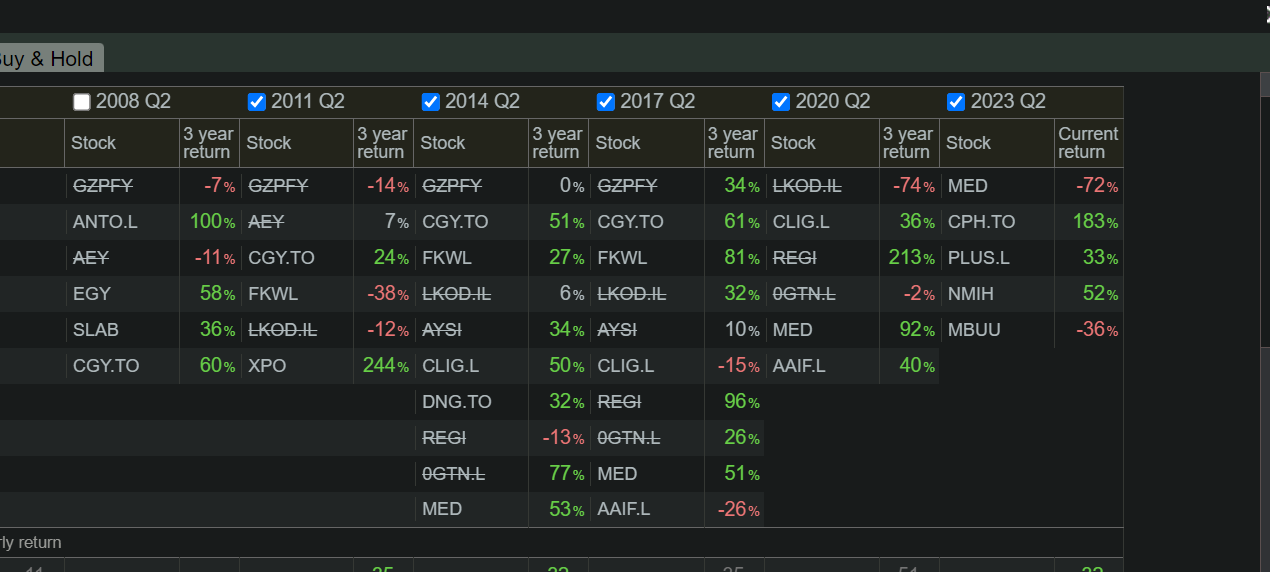 Buy & Hold
2008 Q2 2011 Q2 2014 Q2 2017 Q2 2020 Q2 2023 Q2
Stock 3 year return Stock 3 year return Stock 3 year return Stock 3 year return Stock 3 year return Stock Current return
GZPFY -7% GZPFY -14% GZPFY 0% GZPFY 34% LKOD.IL -74% MED -72%
ANTO.L 100% AEY 7% CGY.TO 51% CGY.TO 61% CLIG.L 36% CPH.TO 183%
AEY -11% CGY.TO 24% FKWL 27% FKWL 81% REGI 213% PLUS.L 33%
EGY 58% FKWL -38% LKOD.IL 6% LKOD.IL 32% 0GTN.L -2% NMIH 52%
SLAB 36% LKOD.IL -12% AYSI 34% AYSI 10% MED 92% MBUU -36%
CGY.TO 60% XPO 244% CLIG.L 50% CLIG.L -15% AAIF.L 40%
DNG.TO 32% REGI 96%
REGI -13% 0GTN.L 26%
0GTN.L 77% MED 51%
MED 53% AAIF.L -26%
rly return